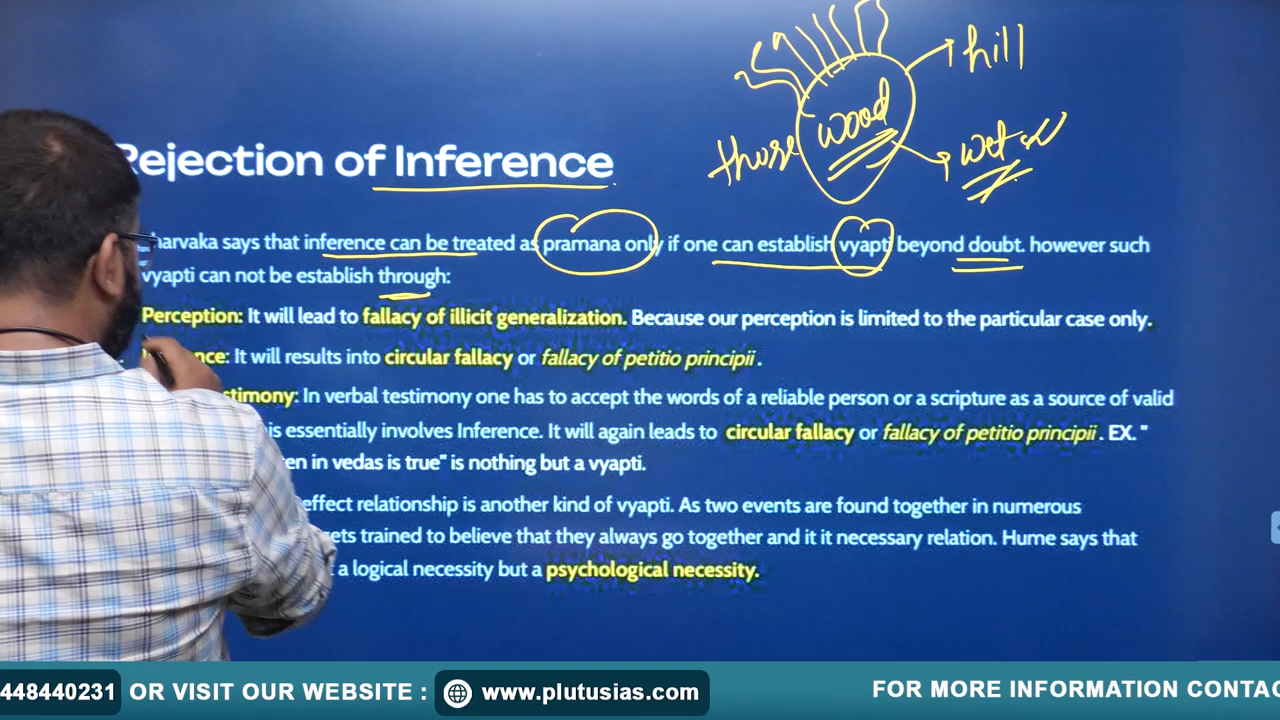 hill
those wood
wet
Rejection of Inference
harvaka says that inference can be treated as pramana only if one can establish vyapti beyond doubt. however such
vyapti can not be establish through:
Perception: It will lead to fallacy of illicit generalization. Because our perception is limited to the particular case only.
nce: It will results into circular fallacy or fallacy of petitio principii .
stimony: In verbal testimony one has to accept the words of a reliable person or a scripture as a source of valid
is essentially involves Inference. It will again leads to circular fallacy or fallacy of petitio principii . EX. "
en in vedas is true" is nothing but a vyapti.
effect relationship is another kind of vyapti. As two events are found together in numerous
ets trained to believe that they always go together and it it necessary relation. Hume says that
a logical necessity but a psychological necessity.
448440231 OR VISIT OUR WEBSITE : www.plutusias.com FOR MORE INFORMATION CONTAC